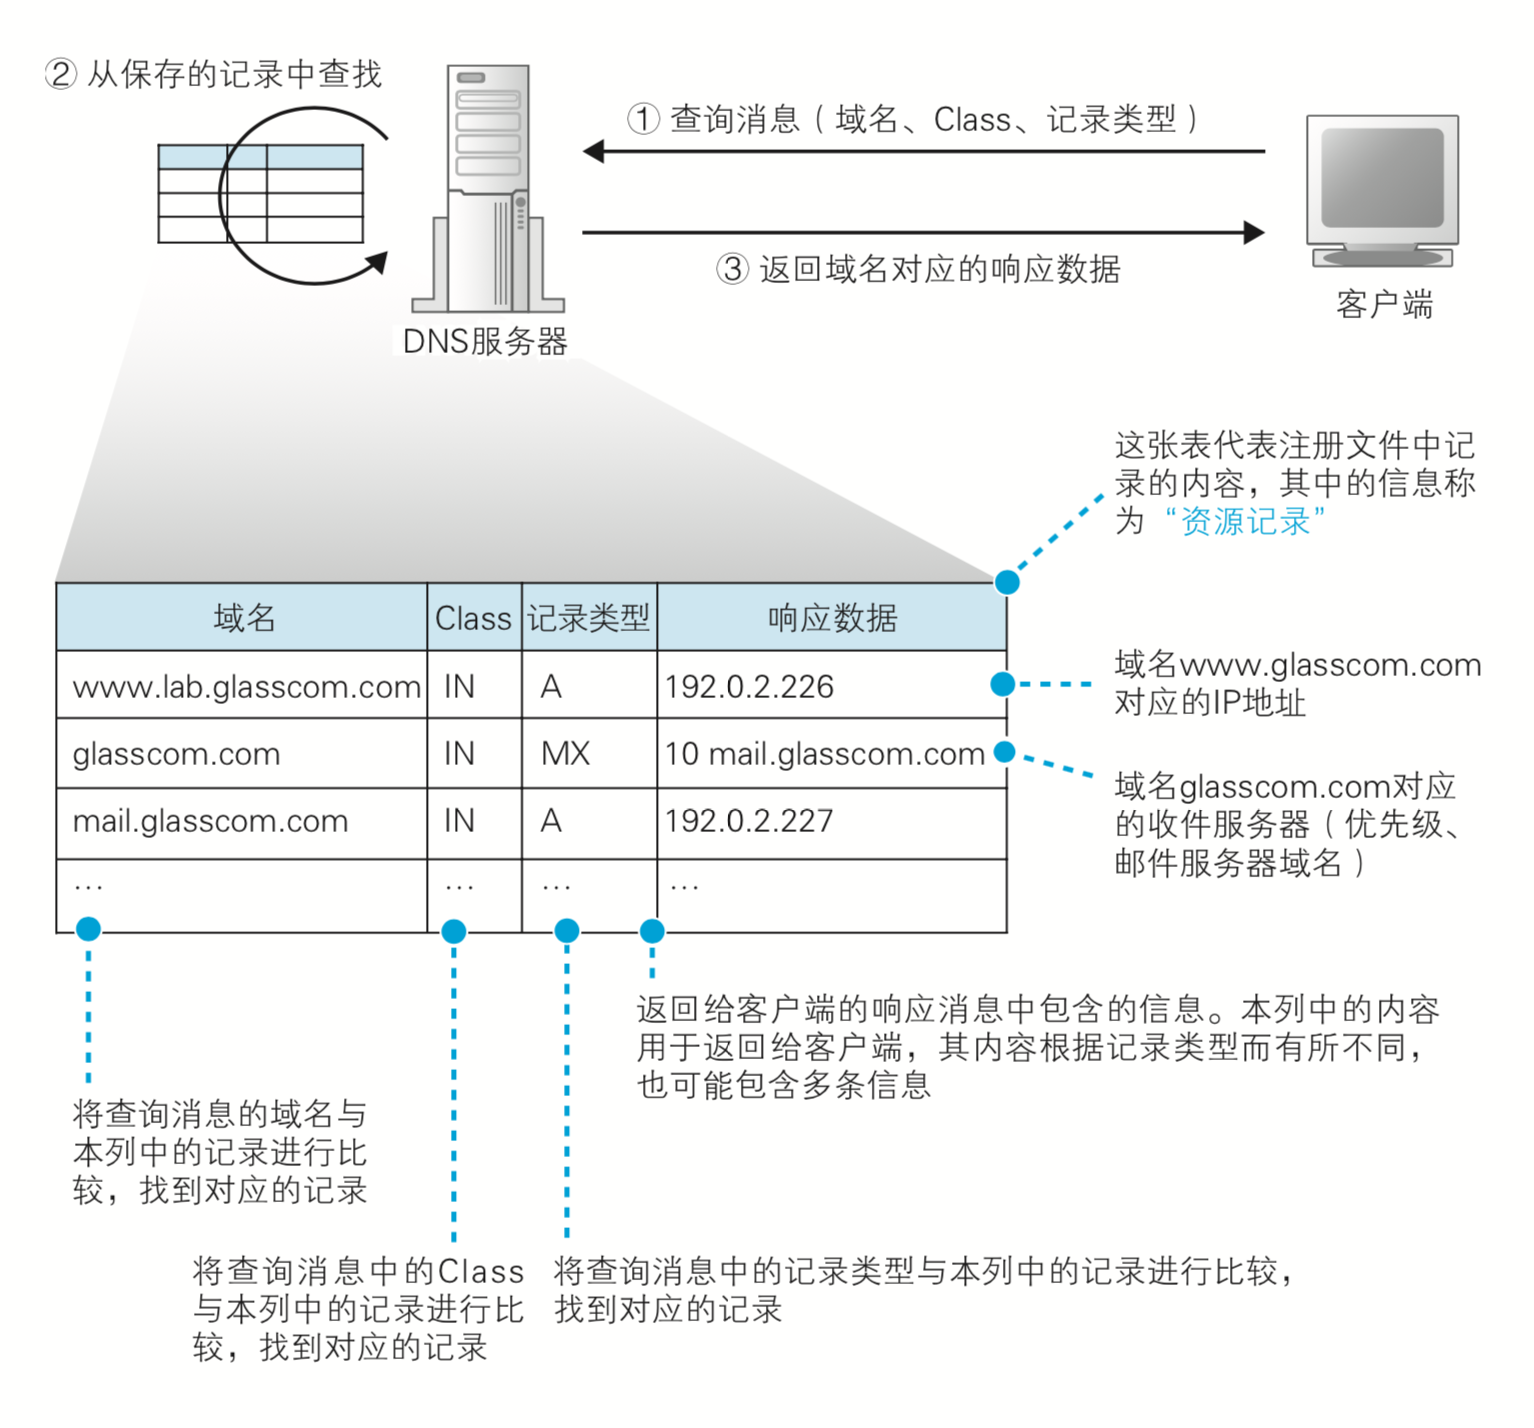 ② 从保存的记录中查找
① 查询消息（域名、Class、记录类型）
③ 返回域名对应的响应数据
DNS服务器
客户端
这张表代表注册文件中记
录的内容，其中的信息称
为“资源记录”
域名 Class 记录类型 响应数据
www.lab.glasscom.com IN A 192.0.2.226
glasscom.com IN MX 10 mail.glasscom.com
mail.glasscom.com IN A 192.0.2.227
… … … …
域名www.glasscom.com
对应的IP地址
域名glasscom.com对应
的收件服务器（优先级、
邮件服务器域名）
返回给客户端的响应消息中包含的信息。本列中的内容
用于返回给客户端，其内容根据记录类型而有所不同，
也可能包含多条信息
将查询消息的域名与
本列中的记录进行比
较，找到对应的记录
将查询消息中的Class
与本列中的记录进行比
较，找到对应的记录
将查询消息中的记录类型与本列中的记录进行比较，
找到对应的记录